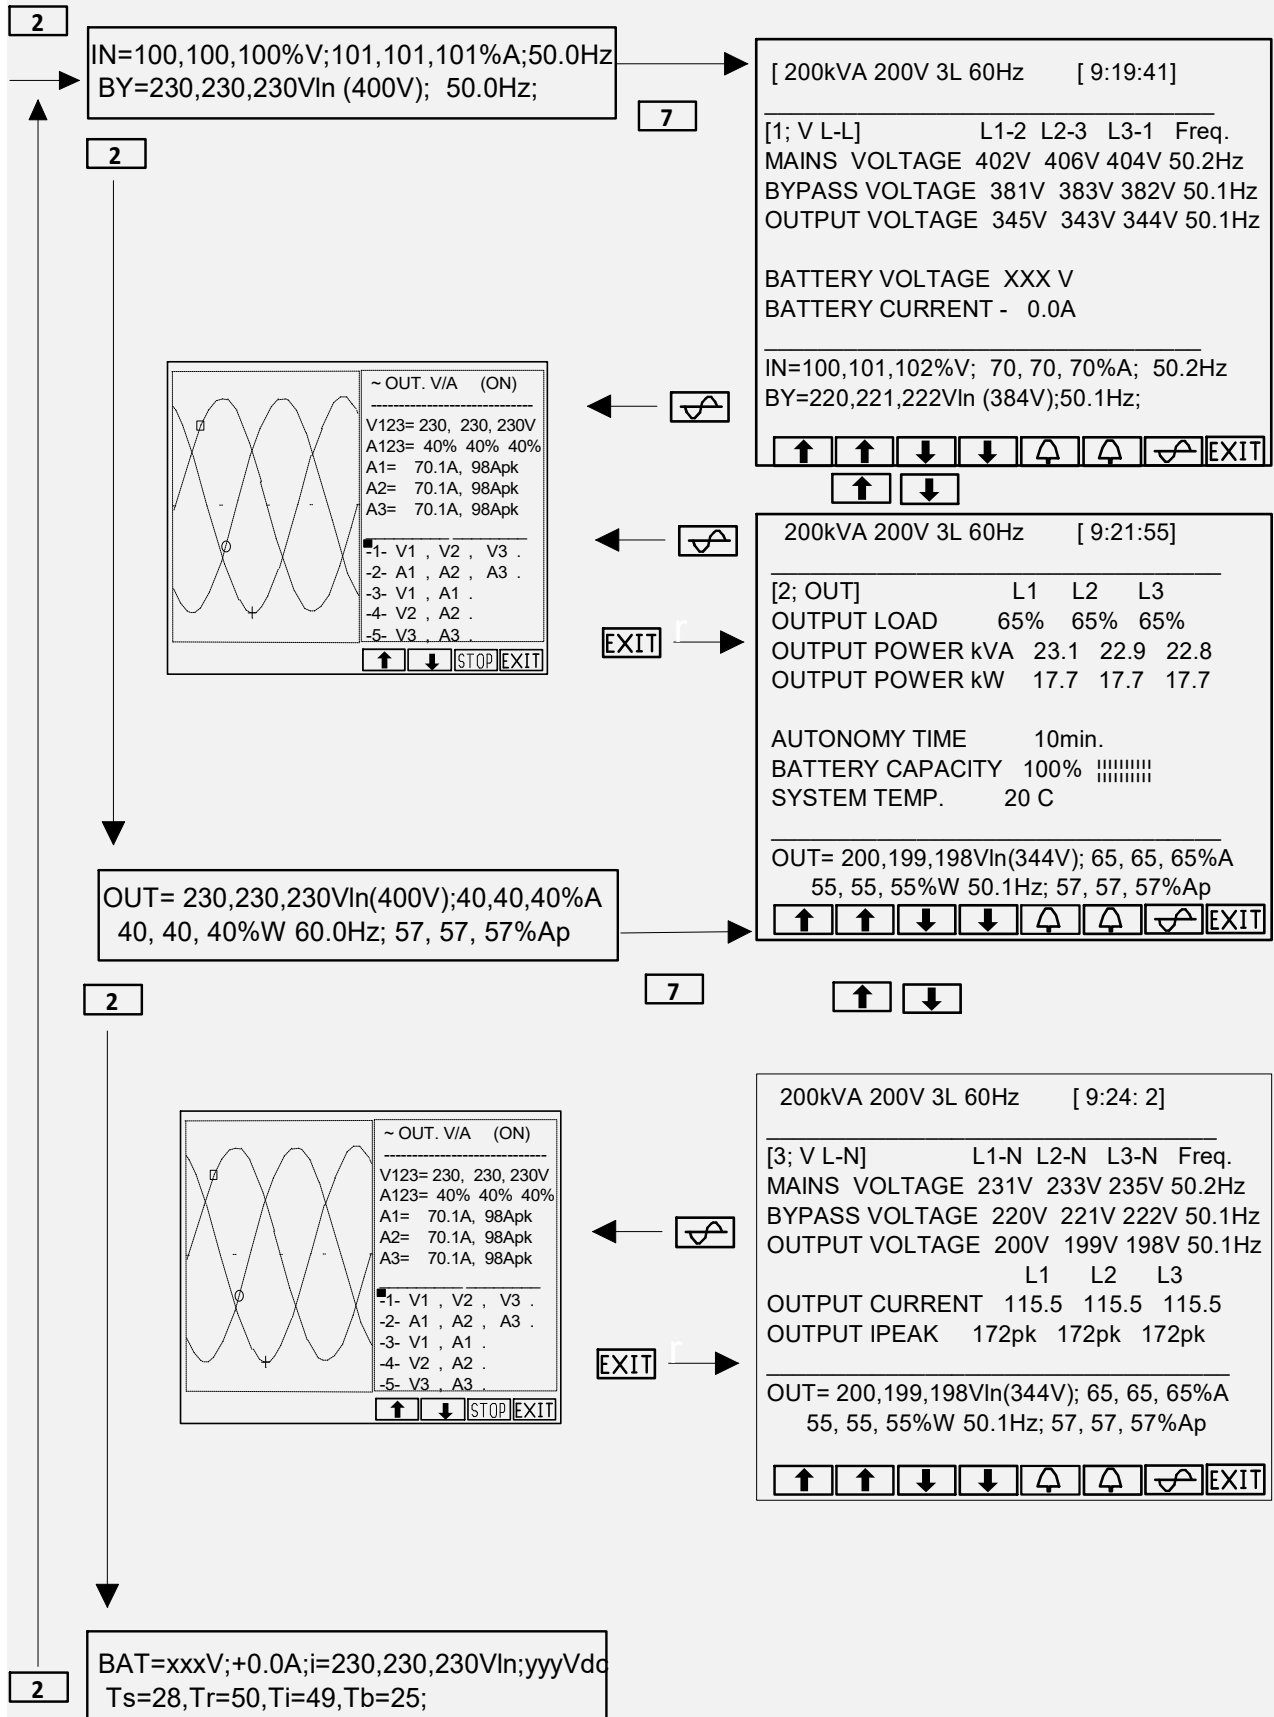 2
IN=100,100,100%V;101,101,101%A;50.0Hz
BY=230,230,230Vln (400V); 50.0Hz;
7
2
[ 200kVA 200V 3L 60Hz [ 9:19:41]
[1; V L-L] L1-2 L2-3 L3-1 Freq.
MAINS VOLTAGE 402V 406V 404V 50.2Hz
BYPASS VOLTAGE 381V 383V 382V 50.1Hz
OUTPUT VOLTAGE 345V 343V 344V 50.1Hz
BATTERY VOLTAGE XXX V
BATTERY CURRENT - 0.0A
IN=100,101,102%V; 70, 70, 70%A; 50.2Hz
BY=220,221,222Vln (384V);50.1Hz;
EXIT
~ OUT. V/A (ON)
V123= 230, 230, 230V
A123= 40% 40% 40%
A1= 70.1A, 98Apk
A2= 70.1A, 98Apk
A3= 70.1A, 98Apk
-1- V1 , V2 , V3 .
-2- A1 , A2 , A3 .
-3- V1 , A1 .
-4- V2 , A2 .
-5- V3 , A3 .
STOP EXIT
EXIT r
200kVA 200V 3L 60Hz [ 9:21:55]
[2; OUT] L1 L2 L3
OUTPUT LOAD 65% 65% 65%
OUTPUT POWER kVA 23.1 22.9 22.8
OUTPUT POWER kW 17.7 17.7 17.7
AUTONOMY TIME 10min.
BATTERY CAPACITY 100% ¦¦¦¦¦¦¦¦¦¦
SYSTEM TEMP. 20 C
OUT= 200,199,198Vln(344V); 65, 65, 65%A
55, 55, 55%W 50.1Hz; 57, 57, 57%Ap
EXIT
OUT= 230,230,230Vln(400V);40,40,40%A
40, 40, 40%W 60.0Hz; 57, 57, 57%Ap
7
2
~ OUT. V/A (ON)
V123= 230, 230, 230V
A123= 40% 40% 40%
A1= 70.1A, 98Apk
A2= 70.1A, 98Apk
A3= 70.1A, 98Apk
-1- V1 , V2 , V3 .
-2- A1 , A2 , A3 .
-3- V1 , A1 .
-4- V2 , A2 .
-5- V3 , A3 .
STOP EXIT
EXIT r
200kVA 200V 3L 60Hz [ 9:24: 2]
[3; V L-N] L1-N L2-N L3-N Freq.
MAINS VOLTAGE 231V 233V 235V 50.2Hz
BYPASS VOLTAGE 220V 221V 222V 50.1Hz
OUTPUT VOLTAGE 200V 199V 198V 50.1Hz
L1 L2 L3
OUTPUT CURRENT 115.5 115.5 115.5
OUTPUT IPEAK 172pk 172pk 172pk
OUT= 200,199,198Vln(344V); 65, 65, 65%A
55, 55, 55%W 50.1Hz; 57, 57, 57%Ap
EXIT
2
BAT=xxxV;+0.0A;i=230,230,230Vln;yyyVdc
Ts=28,Tr=50,Ti=49,Tb=25;